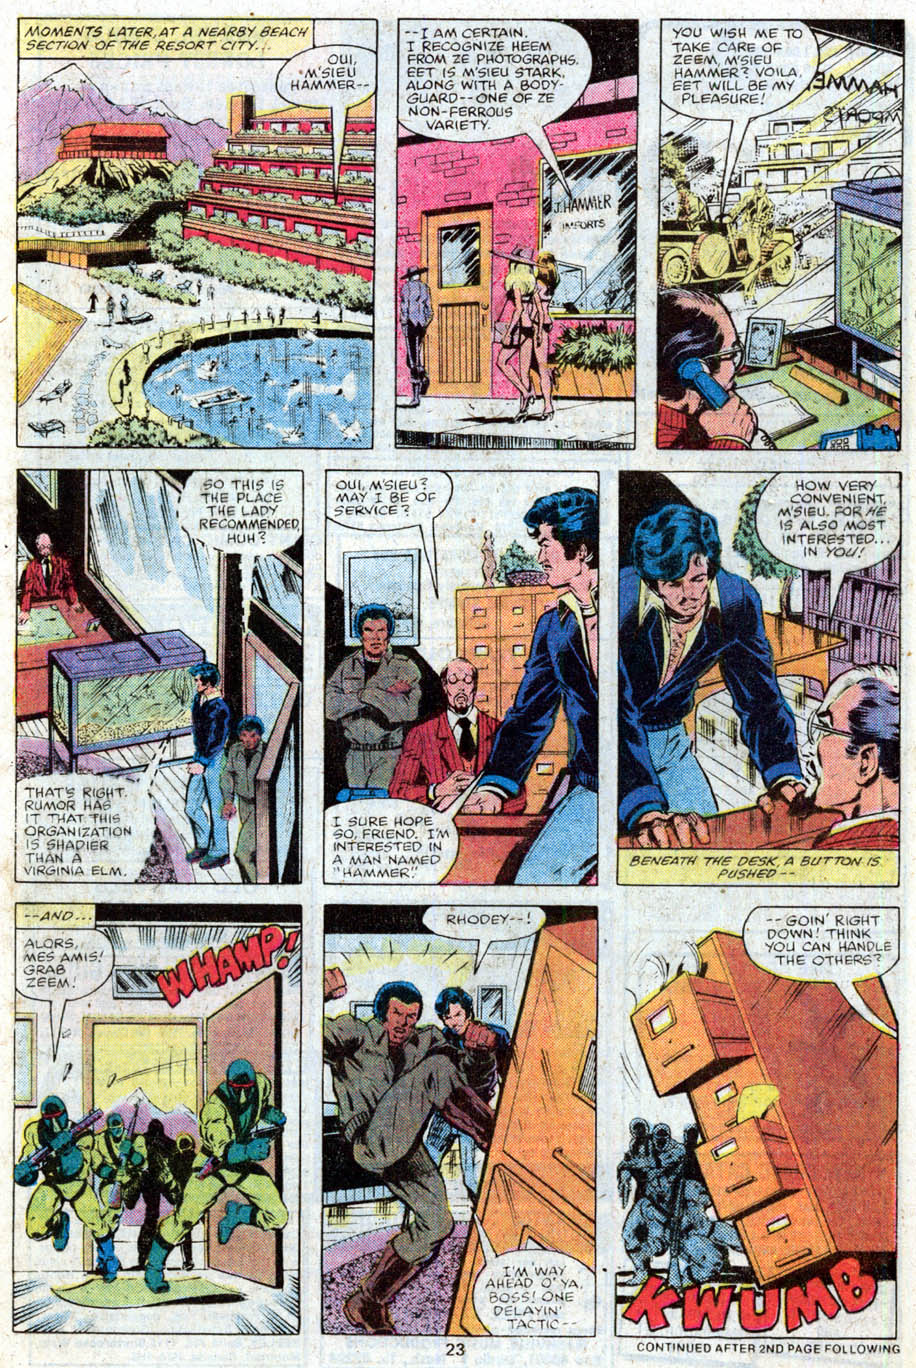 MOMENTS LATER, AT A NEARBY BEACH
SECTION OF THE RESORT CITY...
OUI,
M'SIEU
HAMMER--
--I AM CERTAIN.
I RECOGNIZE HEEM
FROM ZE PHOTOGRAPHS.
EET IS M'SIEU STARK,
ALONG WITH A BODY-
GUARD--ONE OF ZE
NON-FERROUS
VARIETY.
J. HAMMER
IMPORTS
YOU WISH ME TO
TAKE CARE OF
ZEEM, M'SIEU
HAMMER? VOILA,
EET WILL BE MY
PLEASURE!
HAMME
MPORTS
SO THIS IS
THE PLACE
THE LADY
RECOMMENDED,
HUH?
THAT'S RIGHT.
RUMOR HAS
IT THAT THIS
ORGANIZATION
IS SHADIER
THAN A
VIRGINIA ELM.
OUI, M'SIEU?
MAY I BE OF
SERVICE?
I SURE HOPE
SO, FRIEND. I'M
INTERESTED IN
A MAN NAMED
"HAMMER."
HOW VERY
CONVENIENT,
M'SIEU. FOR HE
IS ALSO MOST
INTERESTED...
IN YOU!
BENEATH THE DESK, A BUTTON IS
PUSHED--
--AND...
ALORS,
MES AMIS!
GRAB
ZEEM!
WHAMP!
RHODEY--!
I'M WAY
AHEAD O' YA,
BOSS! ONE
DELAYIN'
TACTIC--
--GOIN' RIGHT
DOWN! THINK
YOU CAN HANDLE
THE OTHERS?
KWUMB
23
CONTINUED AFTER 2ND PAGE FOLLOWING